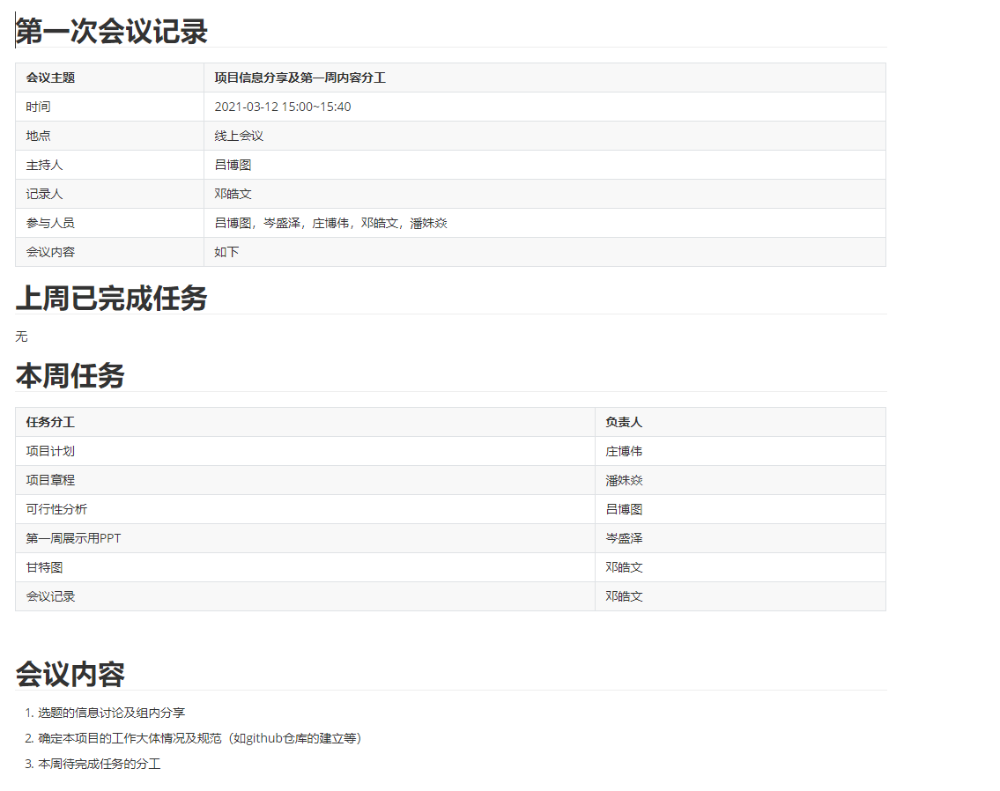 第一次会议记录
会议主题 项目信息分享及第一周内容分工
时间 2021-03-12 15:00~15:40
地点 线上会议
主持人 吕博图
记录人 邓皓文
参与人员 吕博图，岑盛泽，庄博伟，邓皓文，潘姝焱
会议内容 如下
上周已完成任务
无
本周任务
任务分工 负责人
项目计划 庄博伟
项目章程 潘姝焱
可行性分析 吕博图
第一周展示用PPT 岑盛泽
甘特图 邓皓文
会议记录 邓皓文
会议内容
1. 选题的信息讨论及组内分享
2. 确定本项目的工作大体情况及规范（如github仓库的建立等）
3. 本周待完成任务的分工